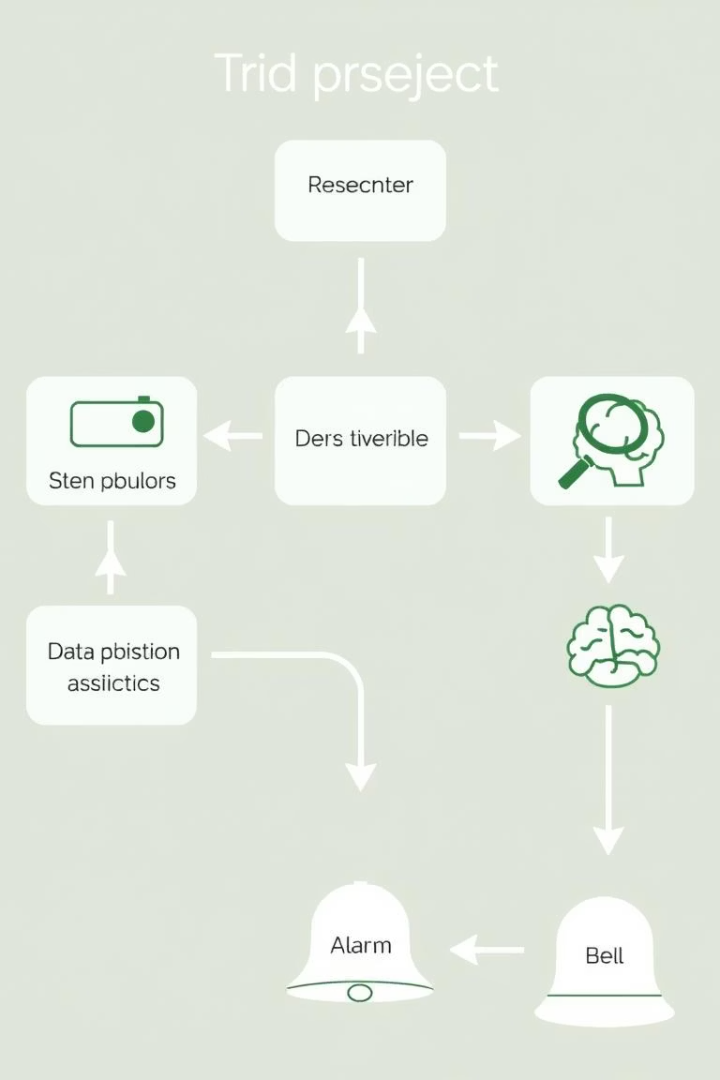 Trid prseject
Resecnter
Sten pbulors
Ders tiverible
Data pbistion
assiictics
Alarm
Bell